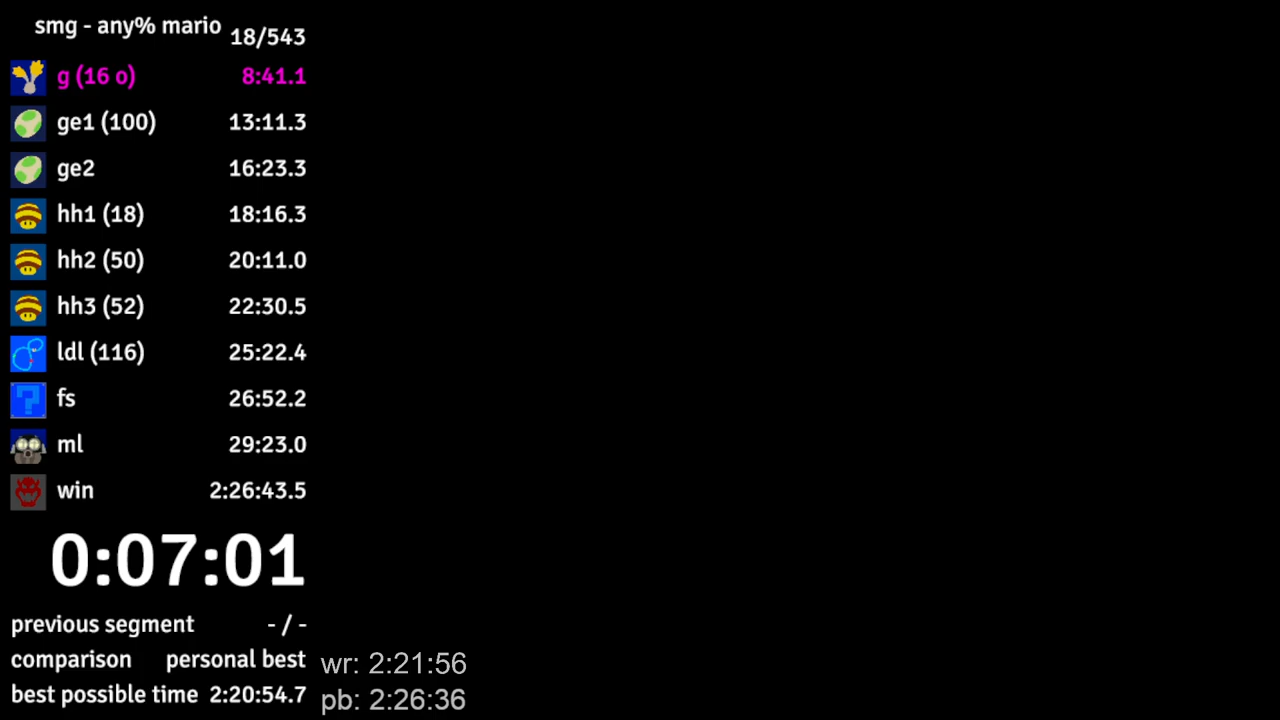 smg - any% mario 18/543
g (16 o) 8:41.1
ge1 (100) 13:11.3
ge2 16:23.3
hh1 (18) 18:16.3
hh2 (50) 20:11.0
hh3 (52) 22:30.5
ldl (116) 25:22.4
fs 26:52.2
ml 29:23.0
win 2:26:43.5
0:07:01
previous segment - / -
comparison personal best
best possible time 2:20:54.7
wr: 2:21:56
pb: 2:26:36